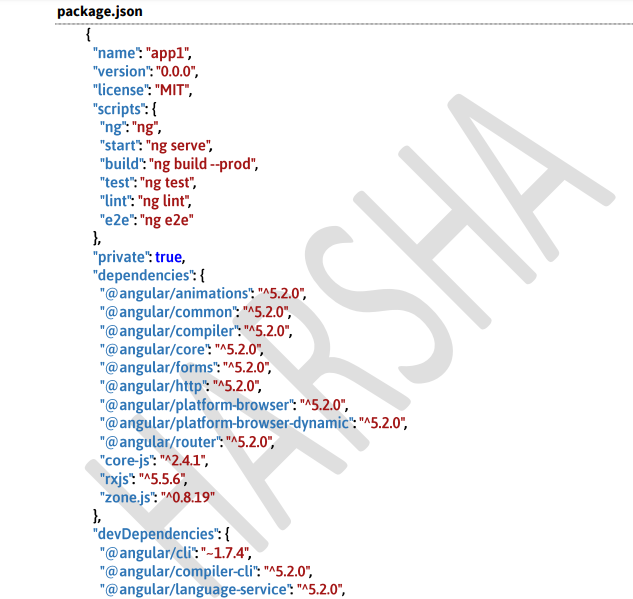 package.json
{
"name": "app1",
"version": "0.0.0",
"license": "MIT",
"scripts": {
"ng": "ng",
"start": "ng serve",
"build": "ng build --prod",
"test": "ng test",
"lint": "ng lint",
"e2e": "ng e2e"
},
"private": true,
"dependencies": {
"@angular/animations": "^5.2.0",
"@angular/common": "^5.2.0",
"@angular/compiler": "^5.2.0",
"@angular/core": "^5.2.0",
"@angular/forms": "^5.2.0",
"@angular/http": "^5.2.0",
"@angular/platform-browser": "^5.2.0",
"@angular/platform-browser-dynamic": "^5.2.0",
"@angular/router": "^5.2.0",
"core-js": "^2.4.1",
"rxjs": "^5.5.6",
"zone.js": "^0.8.19"
},
"devDependencies": {
"@angular/cli": "~1.7.4",
"@angular/compiler-cli": "^5.2.0",
"@angular/language-service": "^5.2.0",
HARSHA